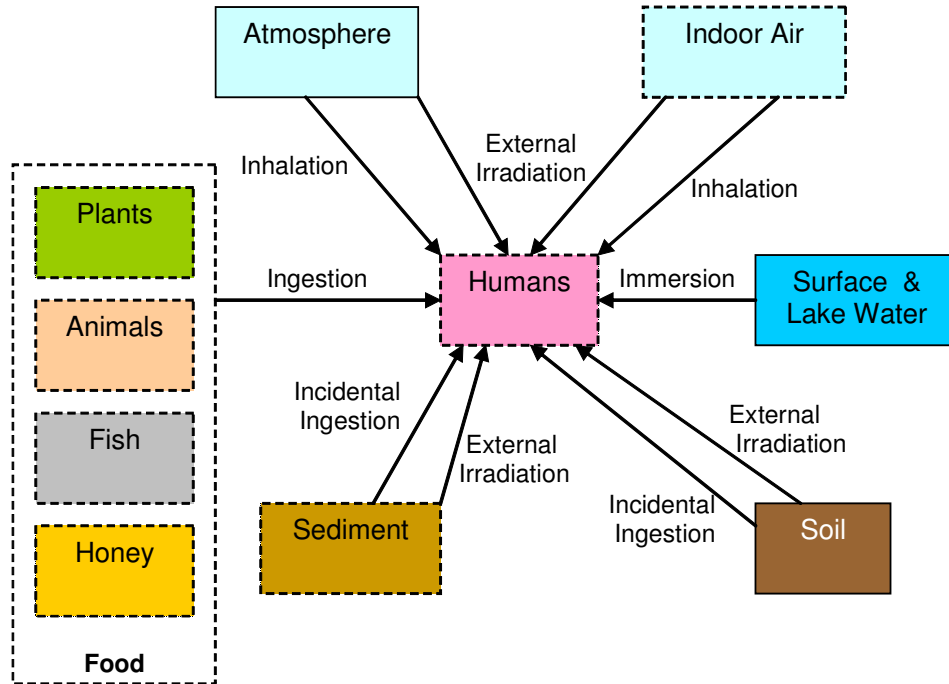 Atmosphere
Indoor Air
Inhalation
External
Irradiation
Inhalation
Plants
Animals
Fish
Honey
Food
Ingestion
Humans
Immersion
Surface & 
Lake Water
Incidental
Ingestion
External
Irradiation
External
Irradiation
Incidental
Ingestion
Sediment
Soil